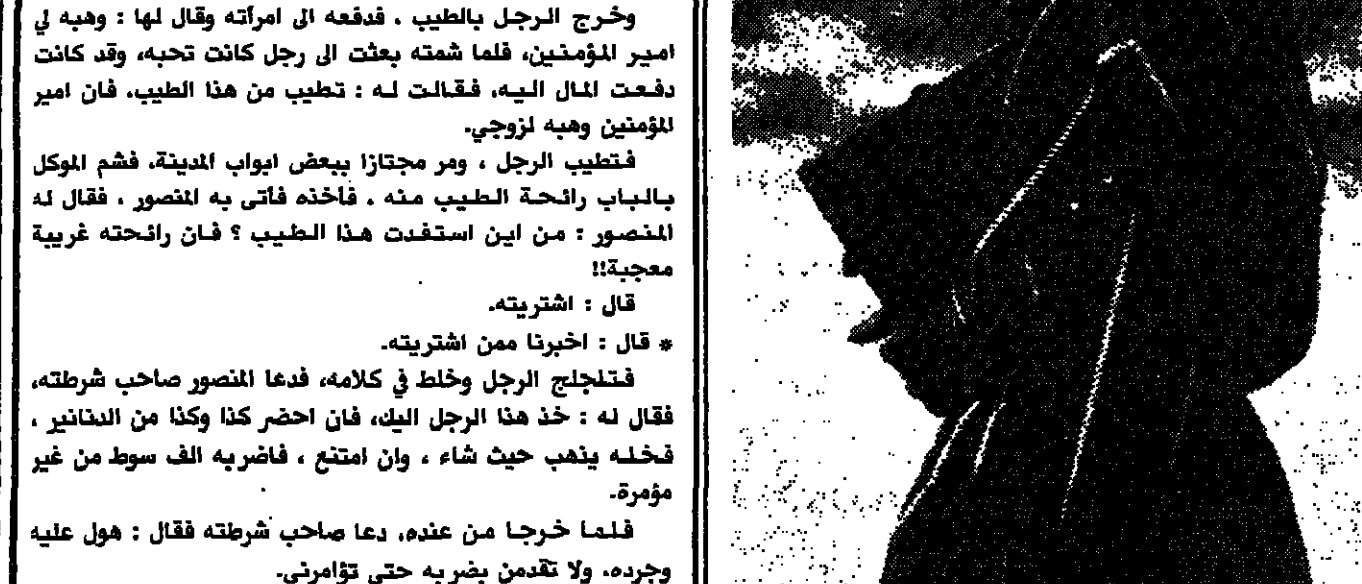 وخرج الرجل بالطيب . فدفعه الى امرأته وقال لها : وهبه لي
امير المؤمنين، فلما شمته بعثت الى رجل كانت تحبه، وقد كانت
دفعت المال اليه، فقالت له : تطيب من هذا الطيب، فان امير
المؤمنين وهبه لزوجي.
فتطيب الرجل ، ومر مجتازا ببعض ابواب المدينة، فشم الموكل
بالباب رائحة الطيب منه . فأخذه فأتى به المنصور ، فقال له
المنصور : من اين استفدت هذا الطيب ؟ فان رائحته غريبة
معجبة!!
قال : اشتريته.
* قال : اخبرنا ممن اشتريته.
فتلجلج الرجل وخلط في كلامه، فدعا المنصور صاحب شرطته،
فقال له : خذ هذا الرجل اليك، فان احضر كذا وكذا من الدنانير ،
فخله يذهب حيث شاء ، وان امتنع ، فاضربه الف سوط من غير
مؤمرة.
فلما خرجا من عنده، دعا صاحب شرطته فقال : هول عليه
وجرده، ولا تقدمن بضربه حتى تؤامرني.